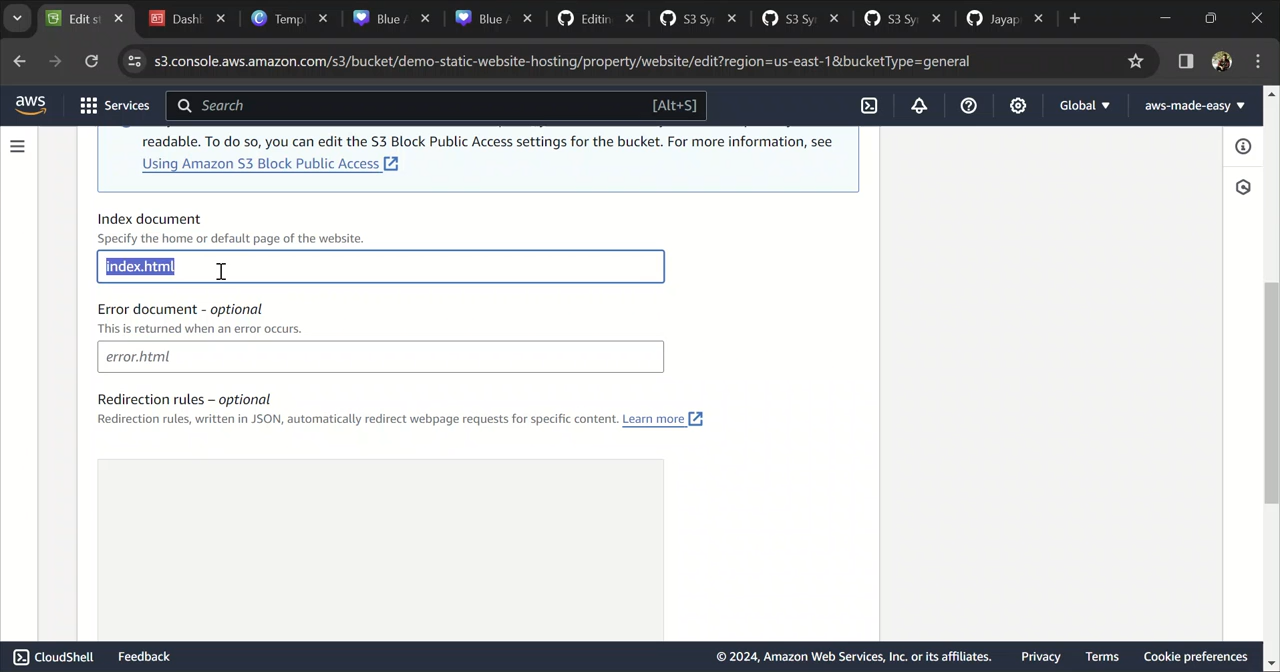 Edit s
Dashl
Templ
Blue A
Blue A
Editin
S3 Syn
S3 Syn
S3 Syn
Jayap
s3.console.aws.amazon.com/s3/bucket/demo-static-website-hosting/property/website/edit?region=us-east-1&bucketType=general
aws
Services
Search
[Alt+S]
Global
aws-made-easy
readable. To do so, you can edit the S3 Block Public Access settings for the bucket. For more information, see
Using Amazon S3 Block Public Access
Index document
Specify the home or default page of the website.
index.html
Error document - optional
This is returned when an error occurs.
error.html
Redirection rules – optional
Redirection rules, written in JSON, automatically redirect webpage requests for specific content. Learn more
CloudShell
Feedback
© 2024, Amazon Web Services, Inc. or its affiliates.
Privacy
Terms
Cookie preferences